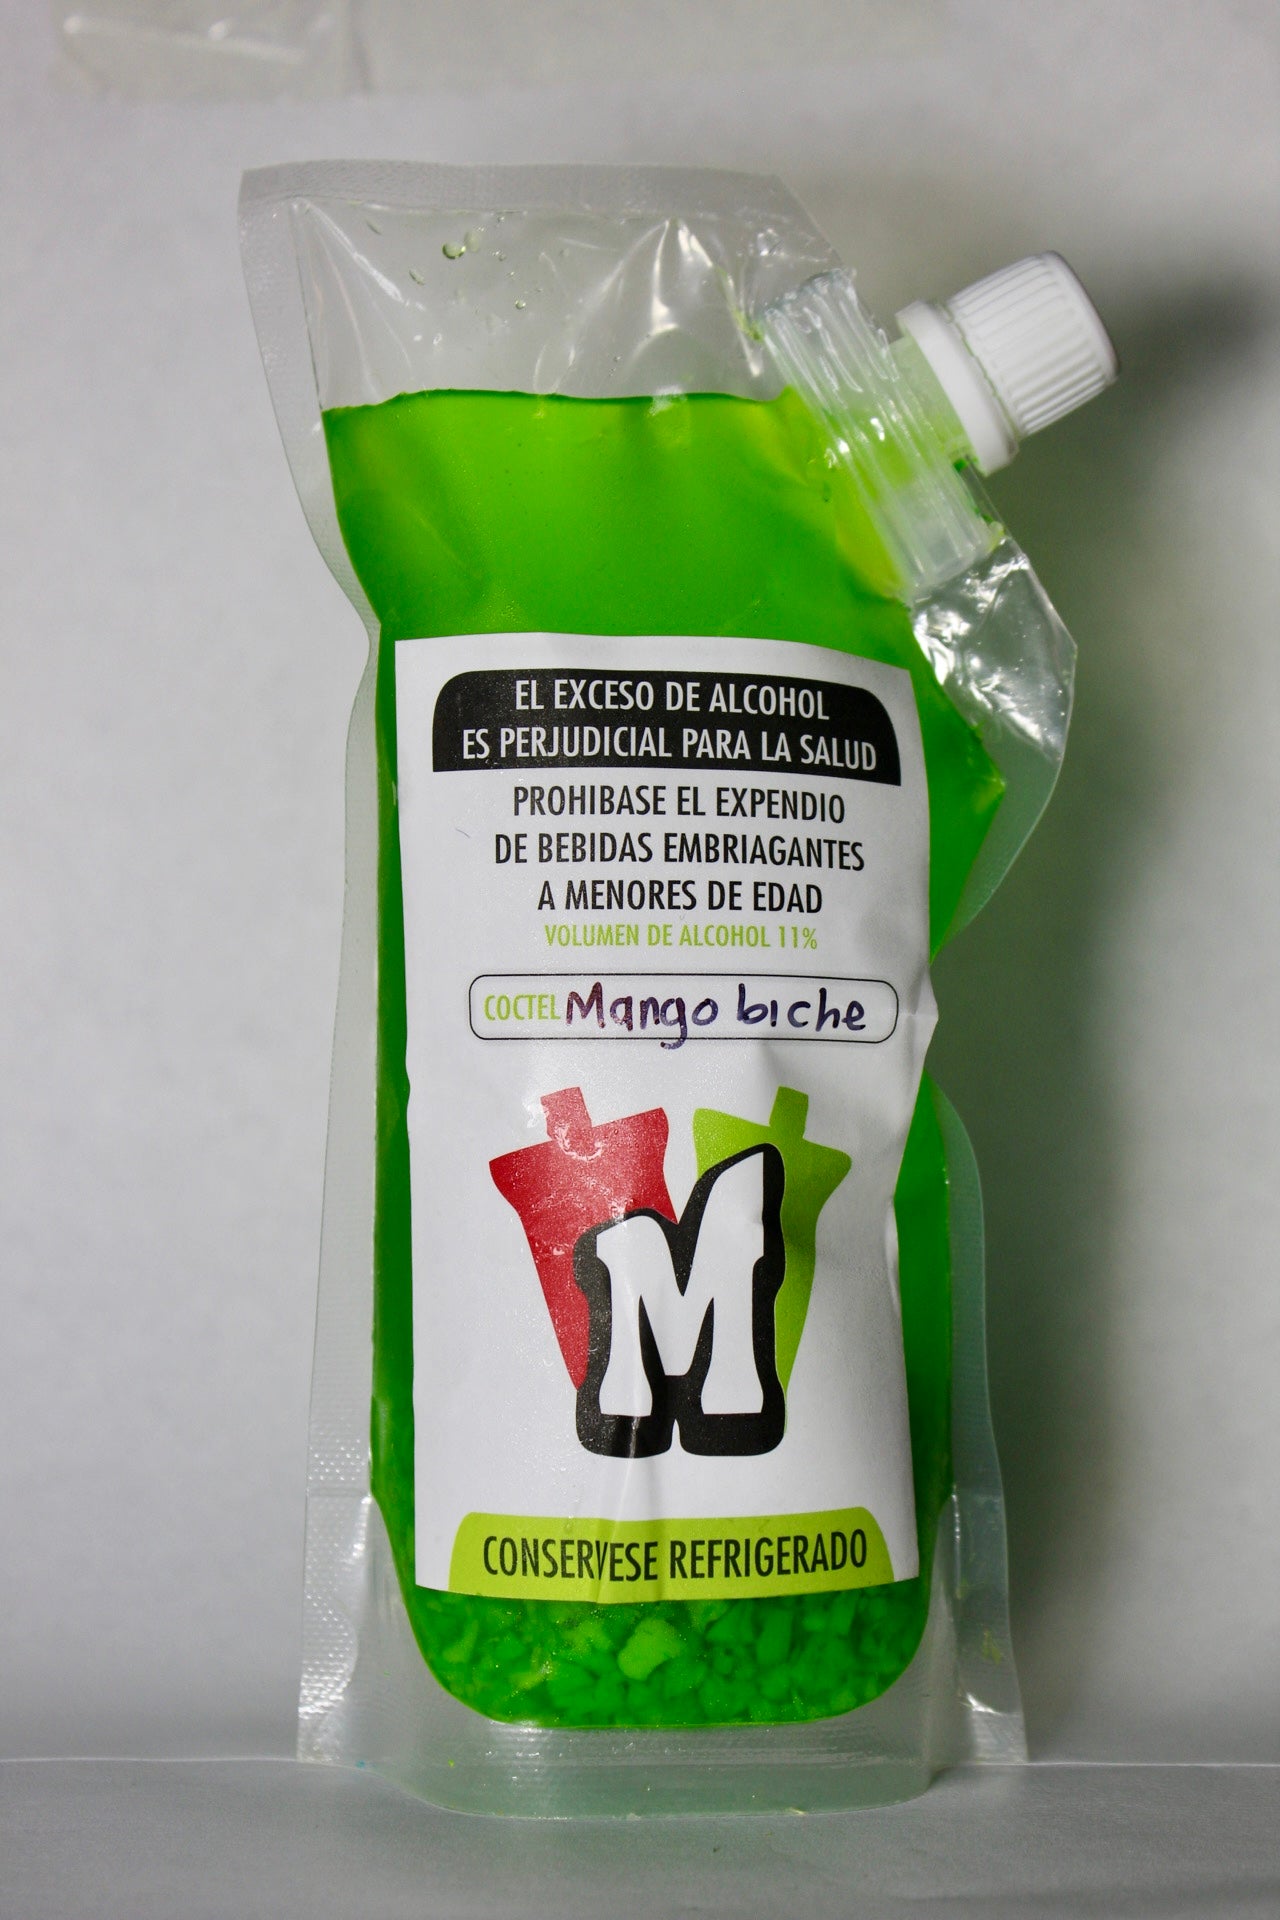 EL EXCESO DE ALCOHOL
ES PERJUDICIAL PARA LA SALUD
PROHIBASE EL EXPENDIO
DE BEBIDAS EMBRIAGANTES
A MENORES DE EDAD
VOLUMEN DE ALCOHOL 11%
COCTEL Mango biche
M
CONSERVESE REFRIGERADO